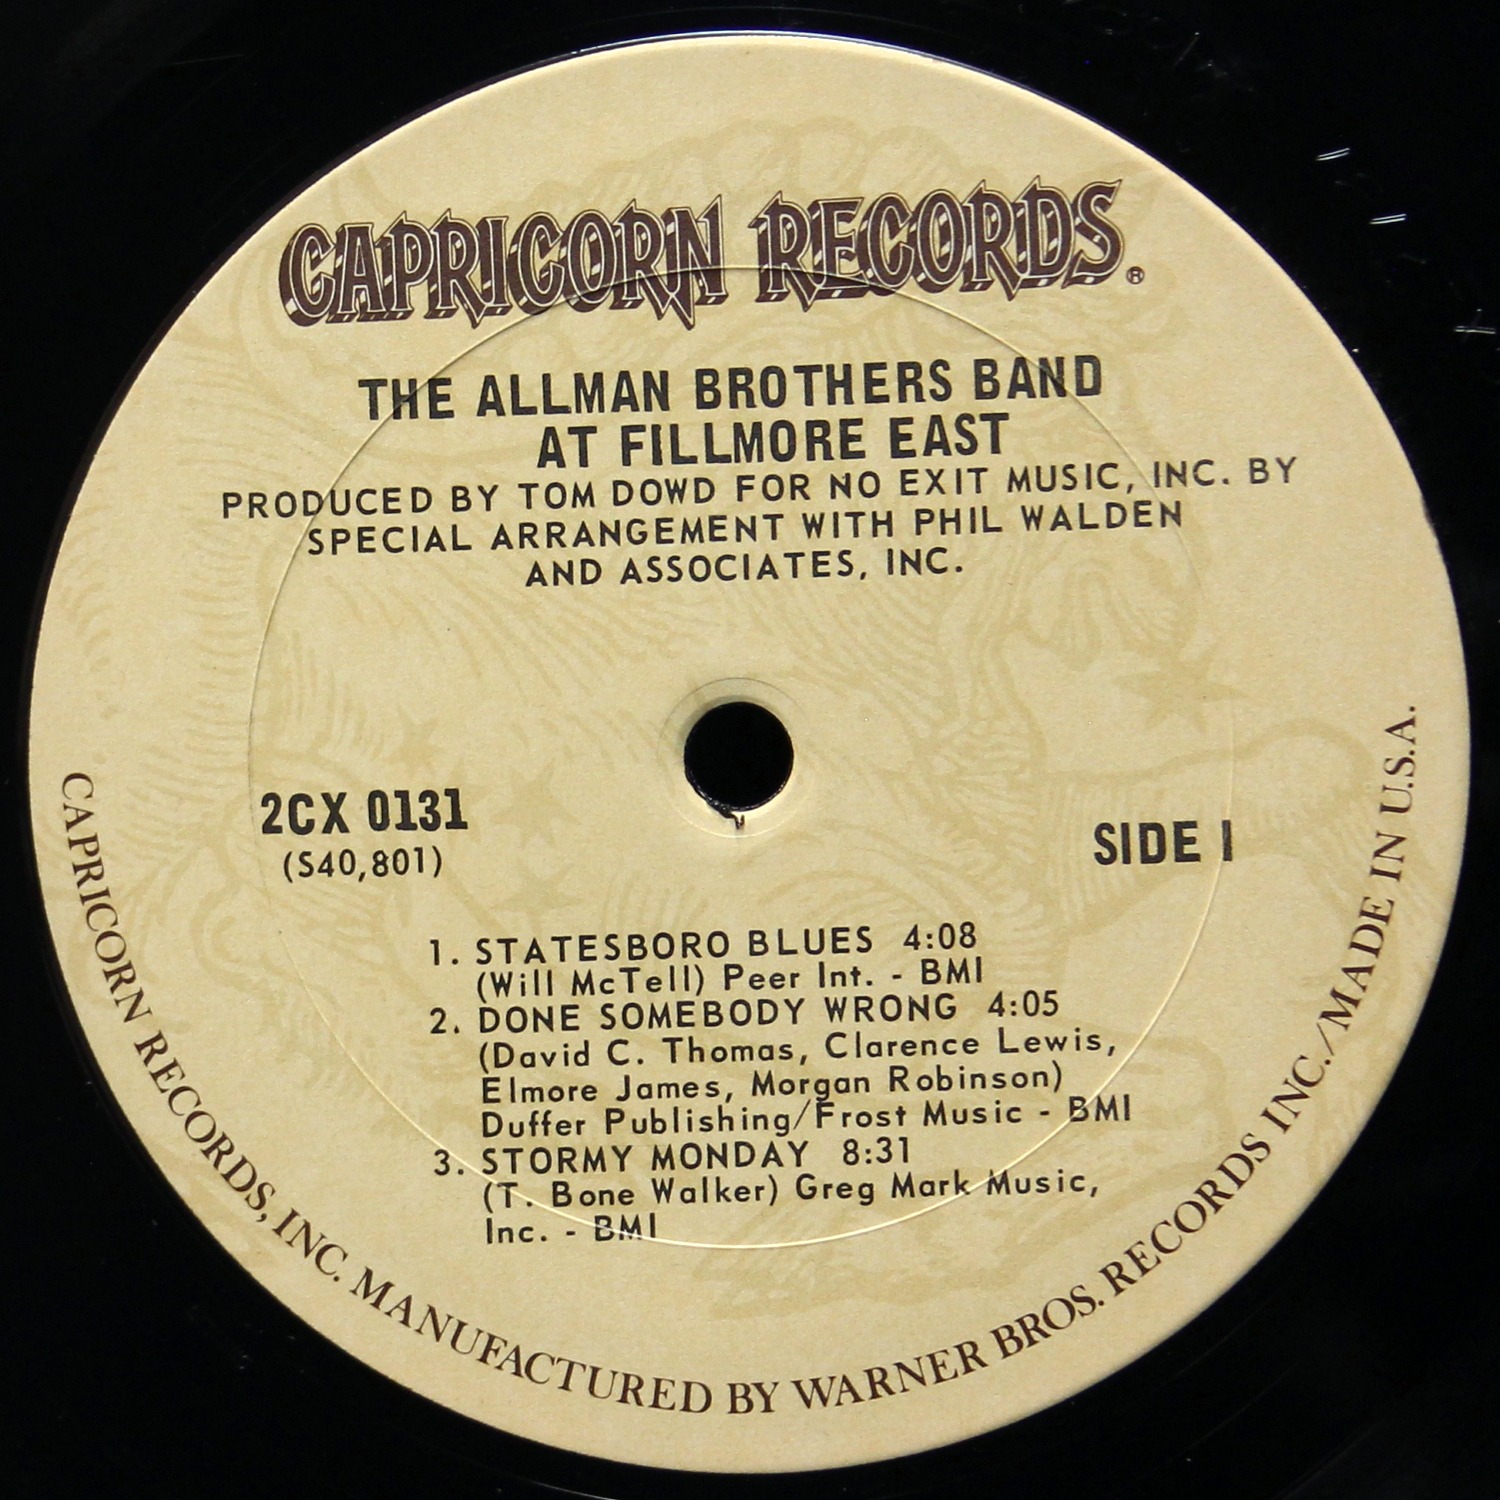 CAPRICORN RECORDS®
THE ALLMAN BROTHERS BAND
AT FILLMORE EAST
PRODUCED BY TOM DOWD FOR NO EXIT MUSIC, INC. BY
SPECIAL ARRANGEMENT WITH PHIL WALDEN
AND ASSOCIATES, INC.
2CX 0131
(S40,801)
SIDE 1
1. STATESBORO BLUES 4:08
(Will McTell) Peer Int. - BMI
2. DONE SOMEBODY WRONG 4:05
(David C. Thomas, Clarence Lewis,
Elmore James, Morgan Robinson)
Duffer Publishing/Frost Music - BMI
3. STORMY MONDAY 8:31
(T. Bone Walker) Greg Mark Music,
Inc. - BMI
CAPRICORN RECORDS, INC. MANUFACTURED BY WARNER BROS. RECORDS INC./MADE IN U.S.A.